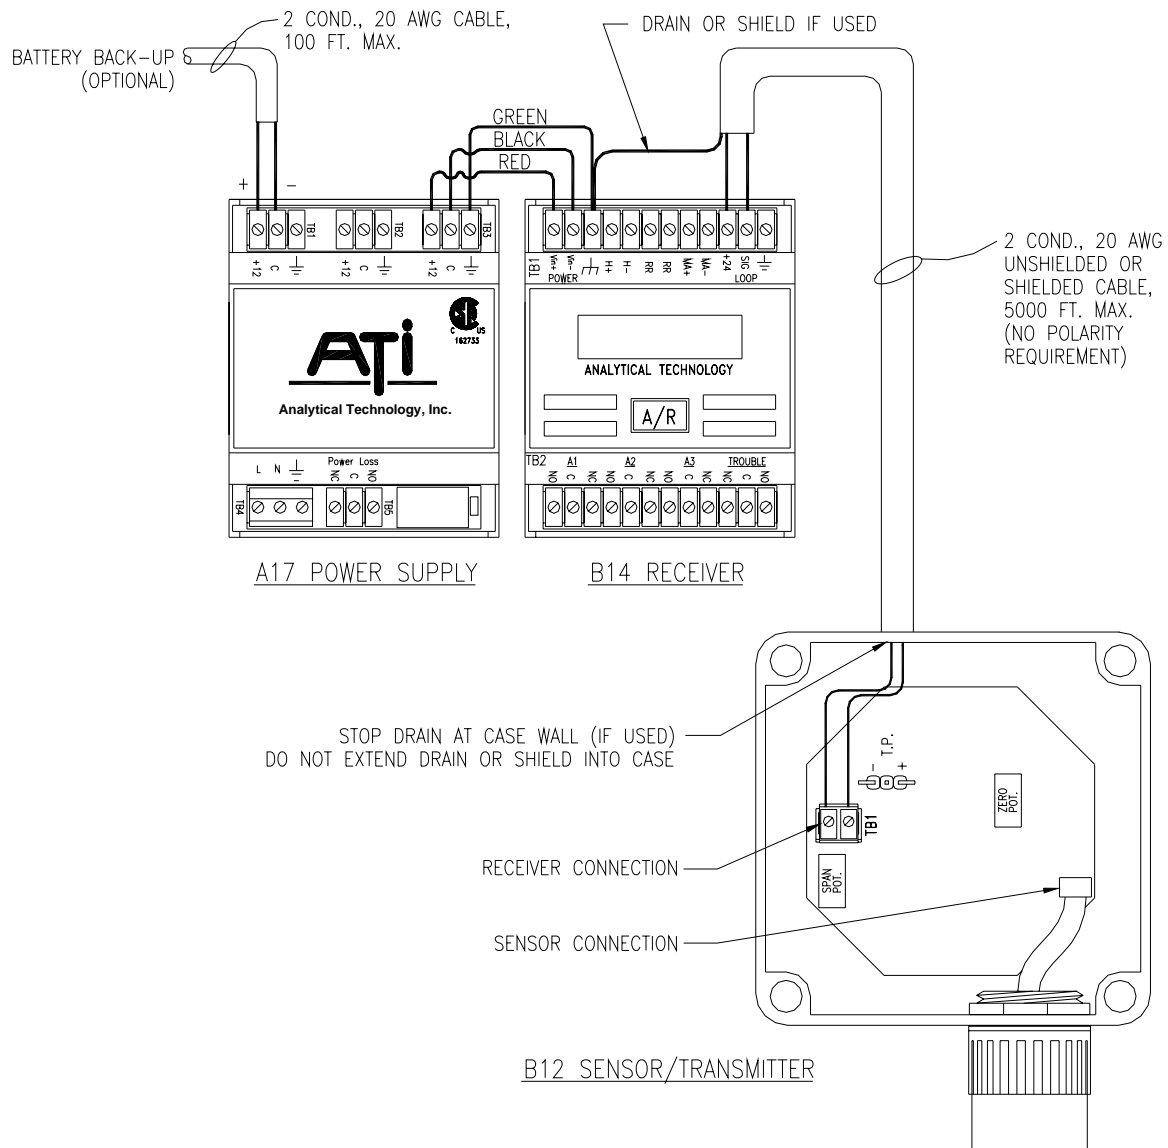 2 COND., 20 AWG CABLE,
100 FT. MAX.
BATTERY BACK-UP
(OPTIONAL)
DRAIN OR SHIELD IF USED
GREEN
BLACK
RED
+ -
TB1
TB2
TB3
+12 C
+12 C
+12 C
TB1
Vin+ Vin- H+ H- RR RR MA+ MA- +24 SIG
POWER
LOOP
2 COND., 20 AWG
UNSHIELDED OR
SHIELDED CABLE,
5000 FT. MAX.
(NO POLARITY
REQUIREMENT)
C US
162733
ATi
Analytical Technology, Inc.
ANALYTICAL TECHNOLOGY
A/R
L N
Power Loss
NC C NO
TB4
TB5
TB2 A1 A2 A3 TROUBLE
NO C NC NO C NC NO C NC NC C NO
A17 POWER SUPPLY
B14 RECEIVER
STOP DRAIN AT CASE WALL (IF USED)
DO NOT EXTEND DRAIN OR SHIELD INTO CASE
- T.P. +
ZERO
POT.
TB1
RECEIVER CONNECTION
SPAN
POT.
SENSOR CONNECTION
B12 SENSOR/TRANSMITTER